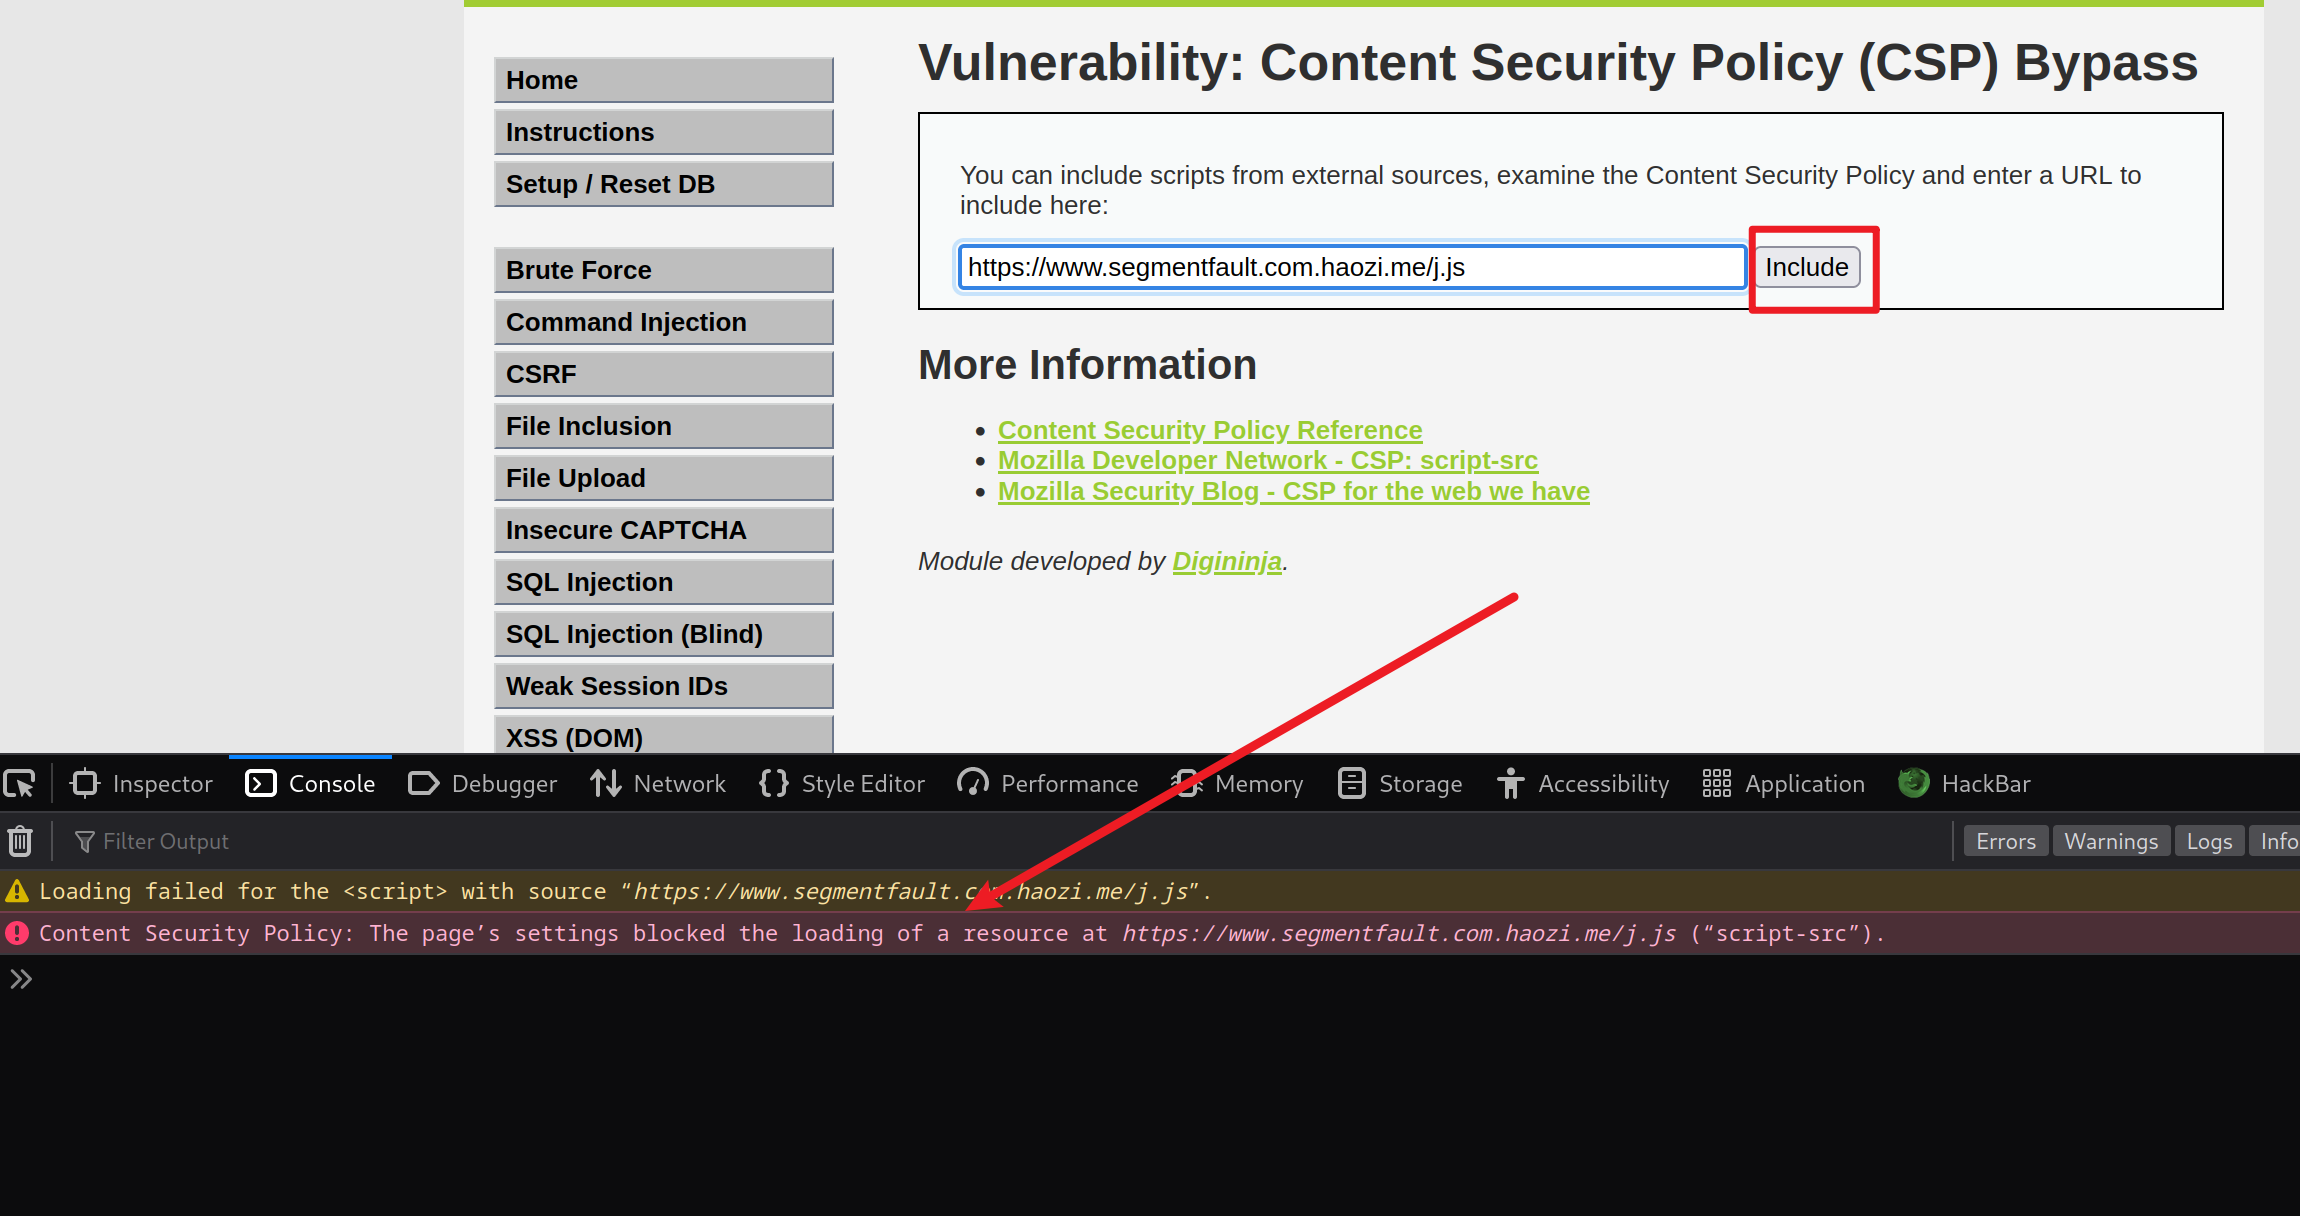 Vulnerability: Content Security Policy (CSP) Bypass
Home
Instructions
Setup / Reset DB
Brute Force
Command Injection
CSRF
File Inclusion
File Upload
Insecure CAPTCHA
SQL Injection
SQL Injection (Blind)
Weak Session IDs
XSS (DOM)
You can include scripts from external sources, examine the Content Security Policy and enter a URL to
include here:
https://www.segmentfault.com.haozi.me/j.js Include
More Information
Content Security Policy Reference
Mozilla Developer Network - CSP: script-src
Mozilla Security Blog - CSP for the web we have
Module developed by Digininja.
Inspector Console Debugger Network Style Editor Performance Memory Storage Accessibility Application HackBar
Filter Output Errors Warnings Logs Info
Loading failed for the <script> with source “https://www.segmentfault.com.haozi.me/j.js”.
Content Security Policy: The page’s settings blocked the loading of a resource at https://www.segmentfault.com.haozi.me/j.js (“script-src”).